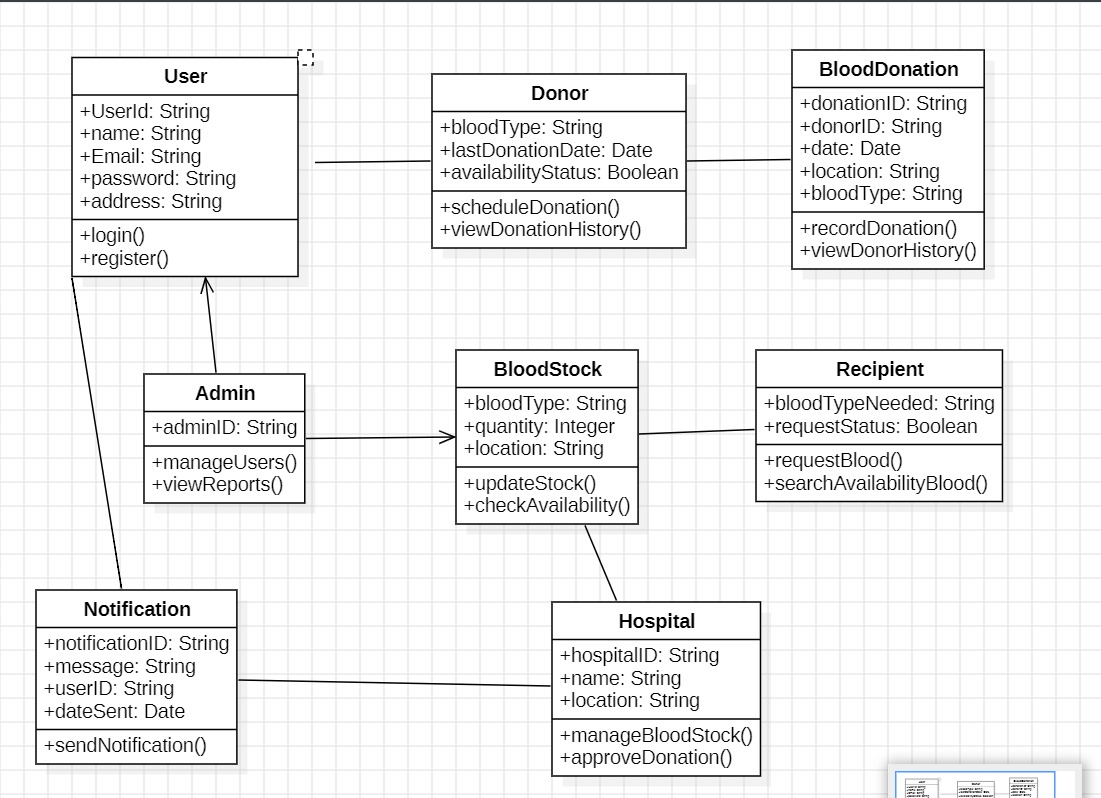 User
+UserId: String
+name: String
+Email: String
+password: String
+address: String
+login()
+register()
Donor
+bloodType: String
+lastDonationDate: Date
+availabilityStatus: Boolean
+scheduleDonation()
+viewDonationHistory()
BloodDonation
+donationID: String
+donorID: String
+date: Date
+location: String
+bloodType: String
+recordDonation()
+viewDonorHistory()
Admin
+adminID: String
+manageUsers()
+viewReports()
BloodStock
+bloodType: String
+quantity: Integer
+location: String
+updateStock()
+checkAvailability()
Recipient
+bloodTypeNeeded: String
+requestStatus: Boolean
+requestBlood()
+searchAvailabilityBlood()
Notification
+notificationID: String
+message: String
+userID: String
+dateSent: Date
+sendNotification()
Hospital
+hospitalID: String
+name: String
+location: String
+manageBloodStock()
+approveDonation()